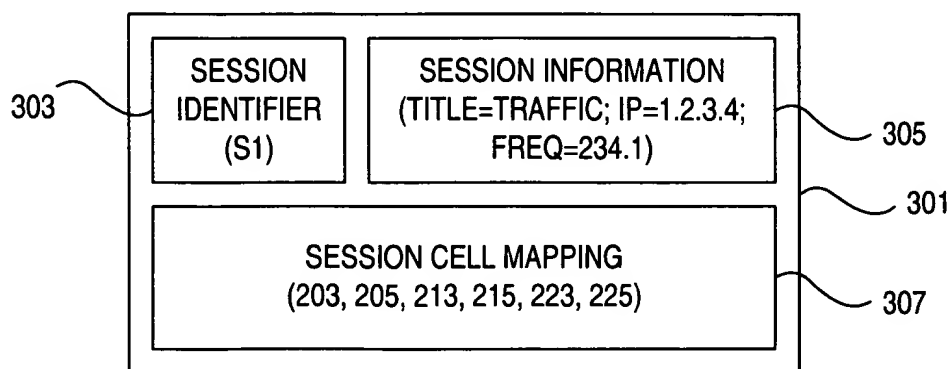 SESSION
IDENTIFIER
(S1)
SESSION INFORMATION
(TITLE=TRAFFIC; IP=1.2.3.4;
FREQ=234.1)
303
305
301
SESSION CELL MAPPING
(203, 205, 213, 215, 223, 225)
307